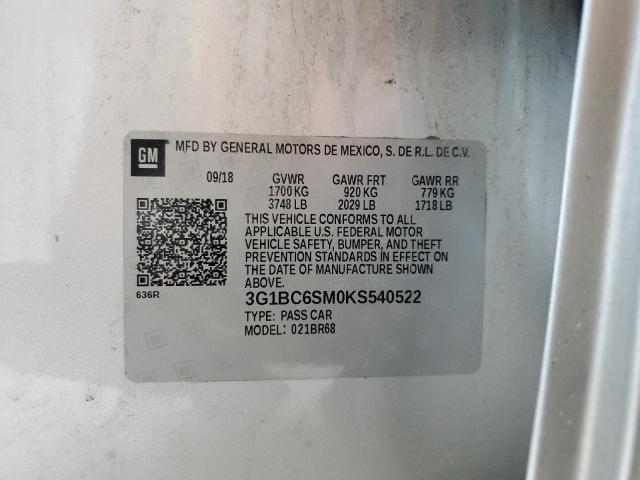 GM MFD BY GENERAL MOTORS DE MEXICO, S. DE R.L. DE C.V.
09/18 GVWR GAWR FRT GAWR RR
1700 KG 920 KG 779 KG
3748 LB 2029 LB 1718 LB
THIS VEHICLE CONFORMS TO ALL
APPLICABLE U.S. FEDERAL MOTOR
VEHICLE SAFETY, BUMPER, AND THEFT
PREVENTION STANDARDS IN EFFECT ON
THE DATE OF MANUFACTURE SHOWN
ABOVE.
636R 3G1BC6SM0KS540522
TYPE: PASS CAR
MODEL: 021BR68